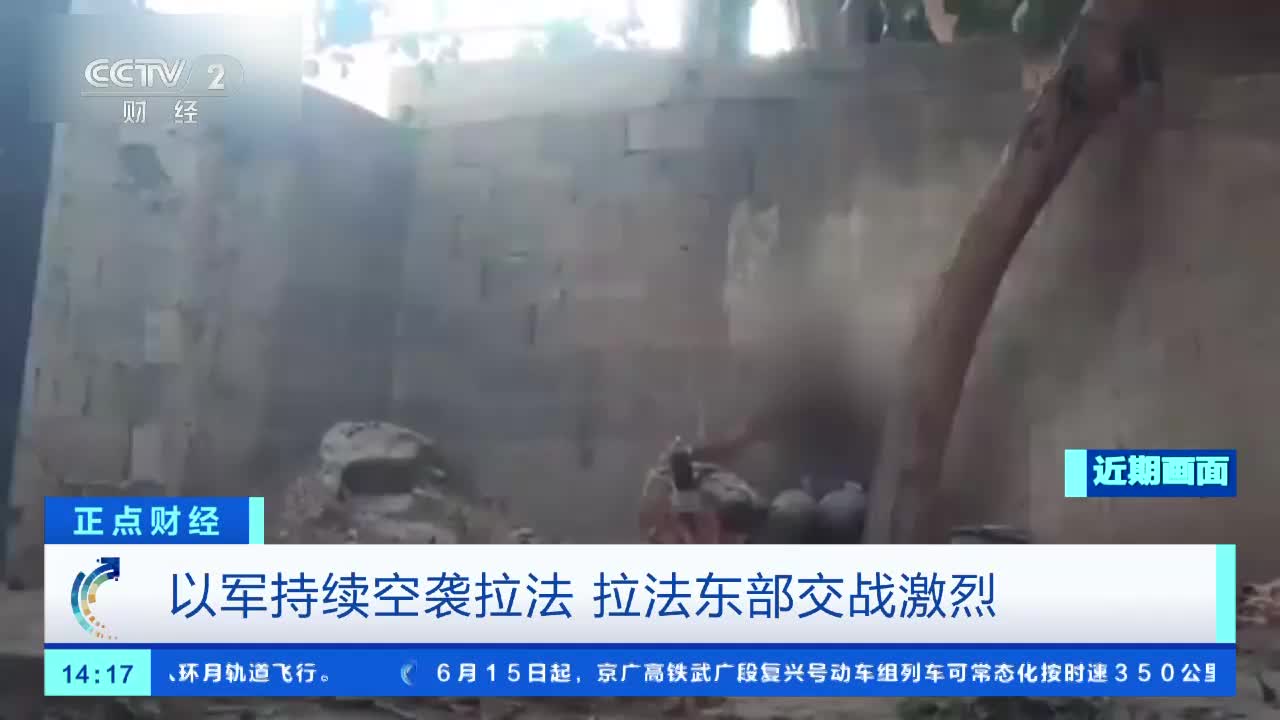 CCTV 2
财 经
近期画面
正点财经
以军持续空袭拉法 拉法东部交战激烈
14:17 入环月轨道飞行。 6月15日起,京广高铁武广段复兴号动车组列车可常态化按时速350公里